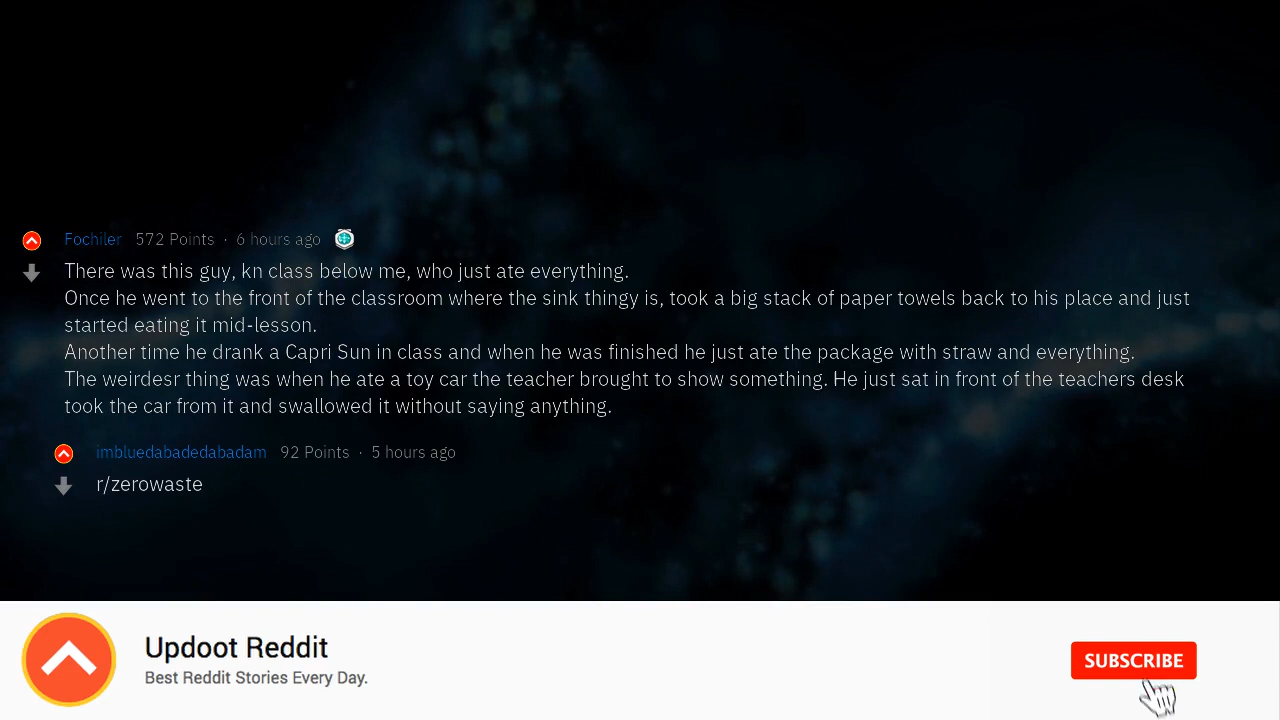 Fochiler 572 Points · 6 hours ago
There was this guy, kn class below me, who just ate everything.
Once he went to the front of the classroom where the sink thingy is, took a big stack of paper towels back to his place and just
started eating it mid-lesson.
Another time he drank a Capri Sun in class and when he was finished he just ate the package with straw and everything.
The weirdesr thing was when he ate a toy car the teacher brought to show something. He just sat in front of the teachers desk
took the car from it and swallowed it without saying anything.
imbluedabadedabadam 92 Points · 5 hours ago
r/zerowaste
Updoot Reddit
Best Reddit Stories Every Day.
SUBSCRIBE